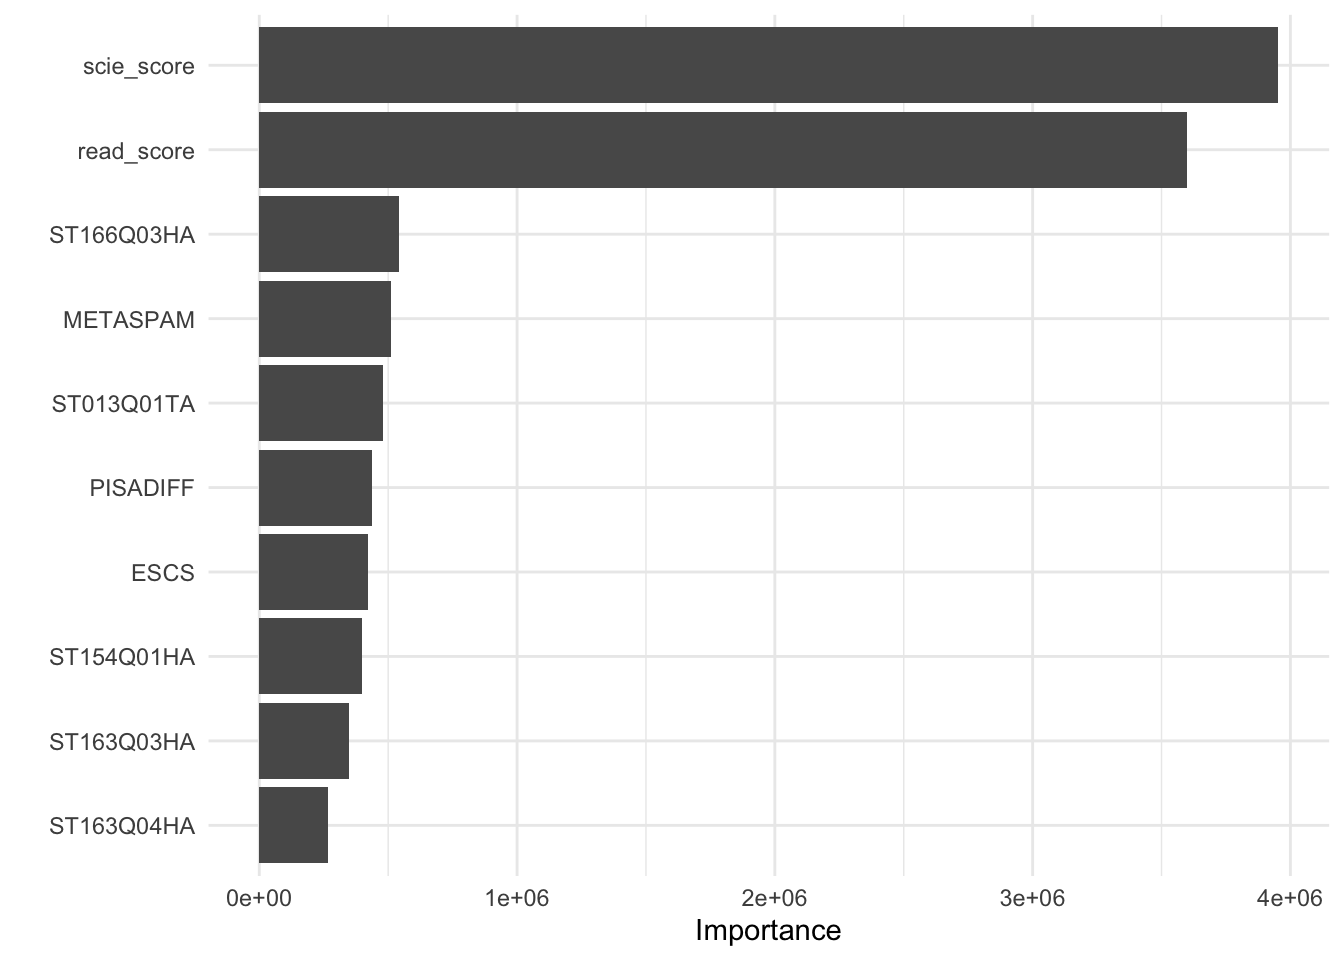 scie_score
read_score
ST166Q03HA
METASPAM
ST013Q01TA
PISADIFF
ESCS
ST154Q01HA
ST163Q03HA
ST163Q04HA
0e+00 1e+06 2e+06 3e+06 4e+06
Importance